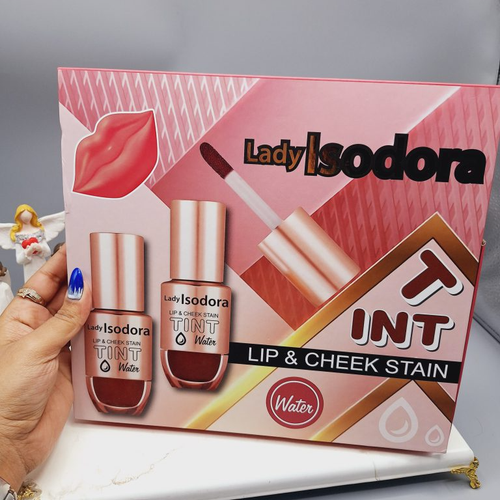 Lady Isodora
T
INT
LIP & CHEEK STAIN
Water
Lady Isodora
LIP & CHEEK STAIN
TINT
Water
Lady Isodora
LIP & CHEEK STAIN
TINT
Water